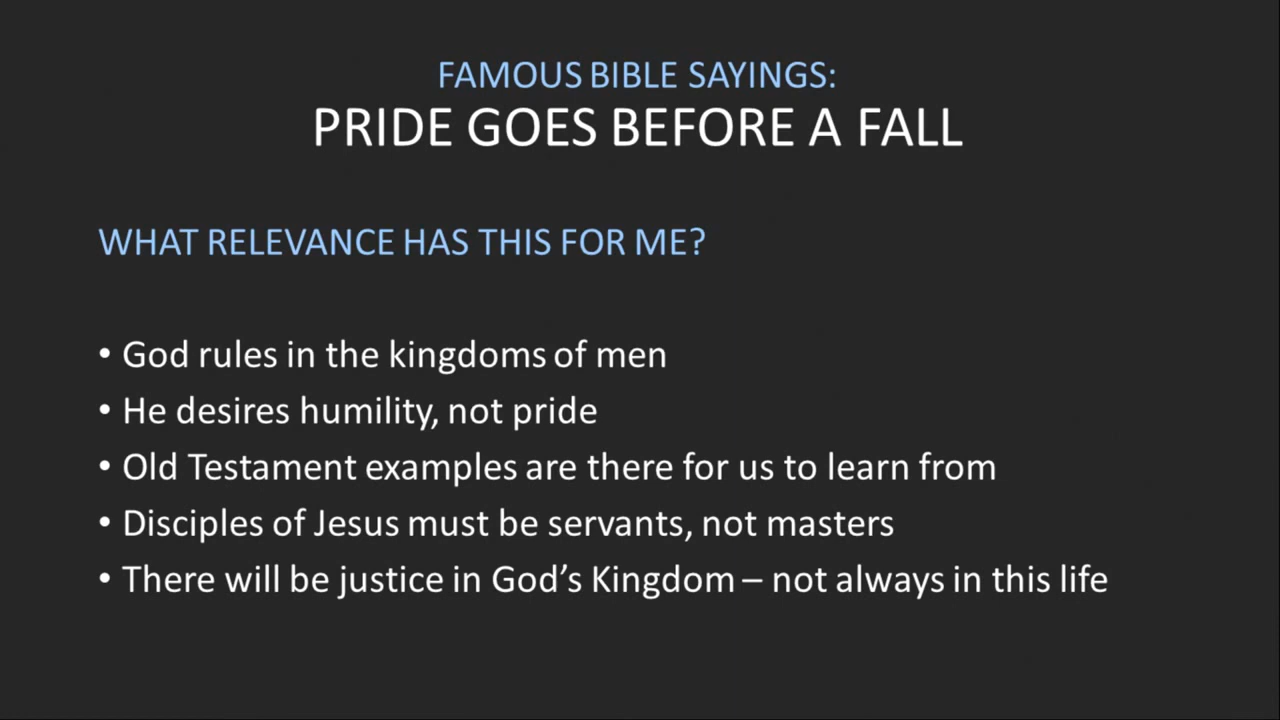 FAMOUS BIBLE SAYINGS:
PRIDE GOES BEFORE A FALL
WHAT RELEVANCE HAS THIS FOR ME?
• God rules in the kingdoms of men
• He desires humility, not pride
• Old Testament examples are there for us to learn from
• Disciples of Jesus must be servants, not masters
• There will be justice in God’s Kingdom – not always in this life